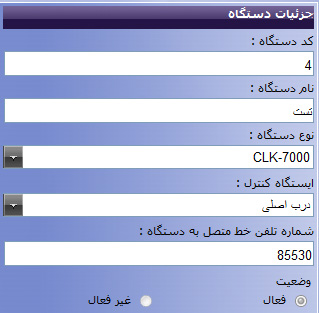 جزئیات دستگاه
کد دستگاه :
4
نام دستگاه :
تست
نوع دستگاه :
CLK-7000
ایستگاه کنترل :
درب اصلی
شماره تلفن خط متصل به دستگاه :
85530
وضعیت
فعال غیر فعال